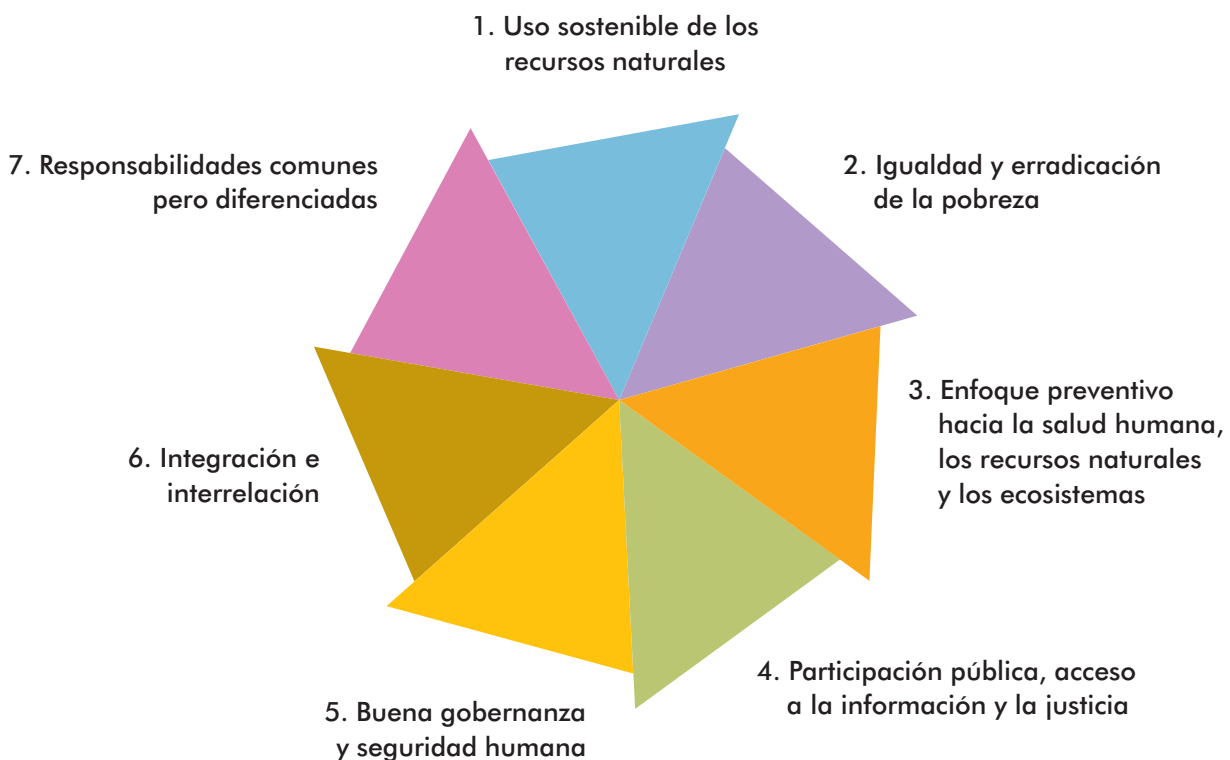 1. Uso sostenible de los
recursos naturales
2. Igualdad y erradicación
de la pobreza
3. Enfoque preventivo
hacia la salud humana,
los recursos naturales
y los ecosistemas
4. Participación pública, acceso
a la información y la justicia
5. Buena gobernanza
y seguridad humana
6. Integración e
interrelación
7. Responsabilidades comunes
pero diferenciadas